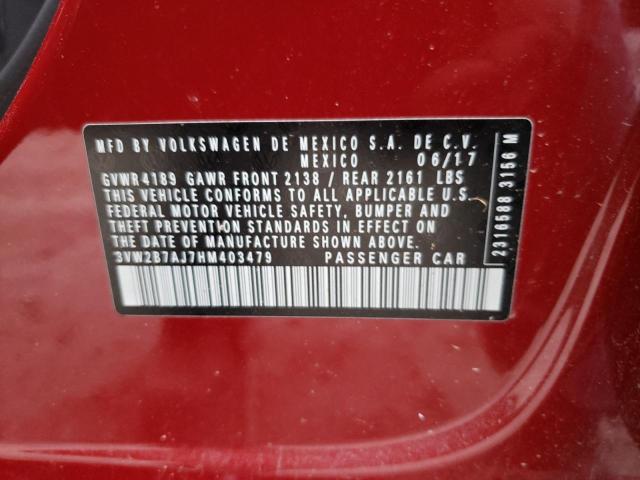 MFD BY VOLKSWAGEN DE MEXICO S.A. DE C.V.
MEXICO 06/17
GVWR 4189 GAWR FRONT 2138 / REAR 2161 LBS
THIS VEHICLE CONFORMS TO ALL APPLICABLE U.S.
FEDERAL MOTOR VEHICLE SAFETY, BUMPER AND
THEFT PREVENTION STANDARDS IN EFFECT ON
THE DATE OF MANUFACTURE SHOWN ABOVE.
3VW2B7AJ7HM403479 PASSENGER CAR
2316588 3156 M